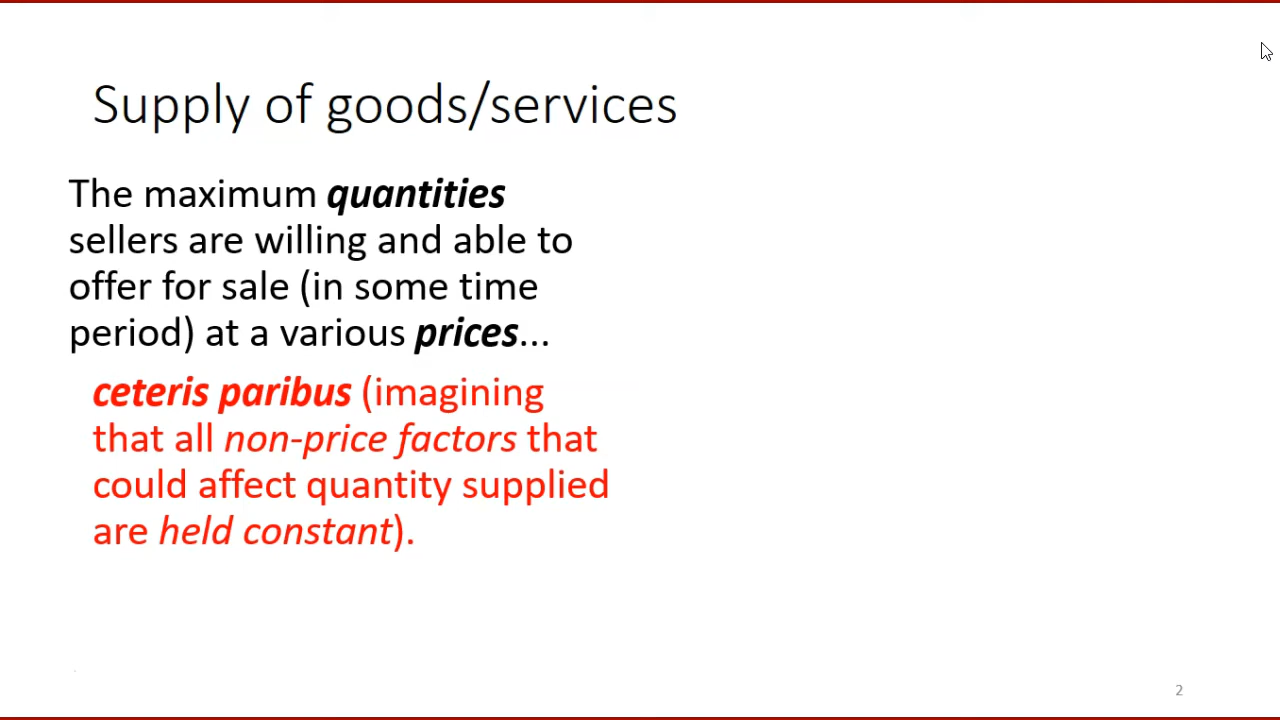 Supply of goods/services
The maximum quantities
sellers are willing and able to
offer for sale (in some time
period) at a various prices...
ceteris paribus (imagining
that all non-price factors that
could affect quantity supplied
are held constant).
2